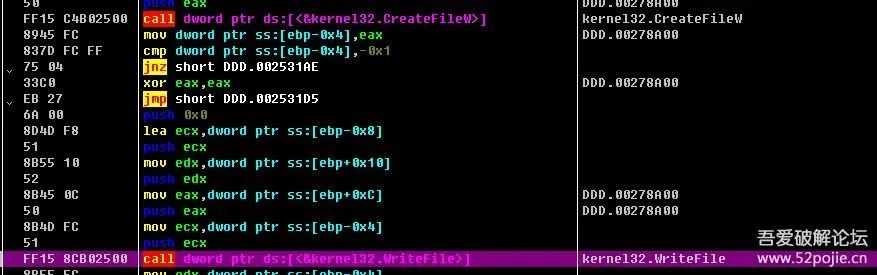 50 push eax DDD.00278A00
FF15 C4B02500 call dword ptr ds:[<&kernel32.CreateFileW>] kernel32.CreateFileW
8945 FC mov dword ptr ss:[ebp-0x4],eax DDD.00278A00
837D FC FF cmp dword ptr ss:[ebp-0x4],-0x1
75 04 jnz short DDD.002531AE
33C0 xor eax,eax DDD.00278A00
EB 27 jmp short DDD.002531D5
6A 00 push 0x0
8D4D F8 lea ecx,dword ptr ss:[ebp-0x8]
51 push ecx
8B55 10 mov edx,dword ptr ss:[ebp+0x10]
52 push edx
8B45 0C mov eax,dword ptr ss:[ebp+0xC] DDD.00278A00
50 push eax DDD.00278A00
8B4D FC mov ecx,dword ptr ss:[ebp-0x4]
51 push ecx
FF15 8CB02500 call dword ptr ds:[<&kernel32.WriteFile>] kernel32.WriteFile
吾爱破解论坛
www.52pojie.cn